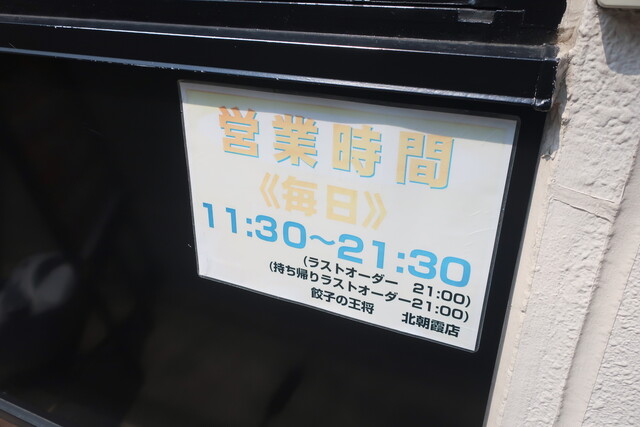 営業時間
《毎日》
11:30～21:30
(ラストオーダー　21:00)
(持ち帰りラストオーダー21:00)
餃子の王将　北朝霞店